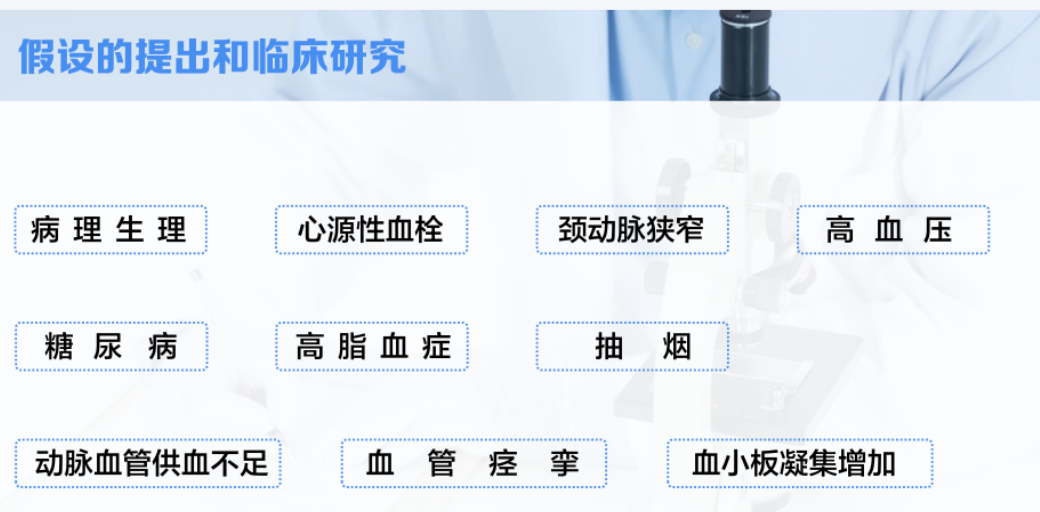 假设的提出和临床研究
病理生理
心源性血栓
颈动脉狭窄
高血压
糖尿病
高脂血症
抽烟
动脉血管供血不足
血管痉挛
血小板凝集增加